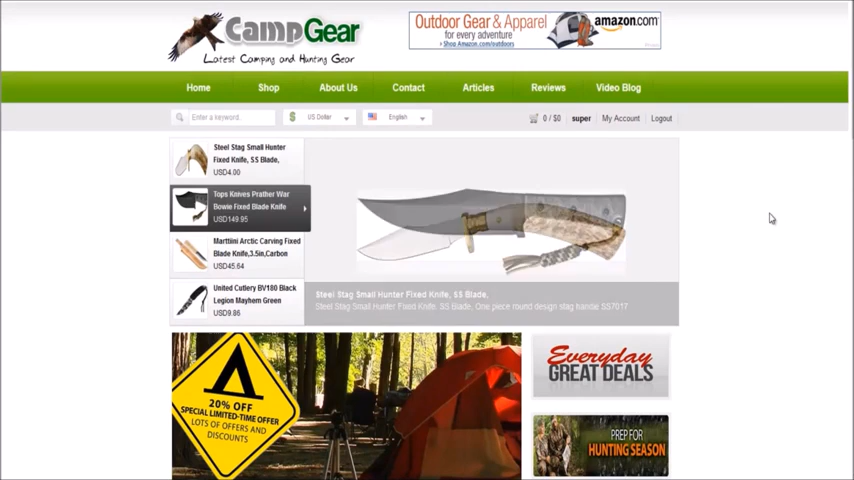 CampGear
Latest Camping and Hunting Gear
Outdoor Gear & Apparel
for every adventure
Shop Amazon.com/outdoors
amazon.com
Home
Shop
About Us
Contact
Articles
Reviews
Video Blog
Enter a keyword.
$
US Dollar
English
0 / $0
super
My Account
Logout
Steel Stag Small Hunter
Fixed Knife, SS Blade,
USD4.00
Tops Knives Prather War
Bowie Fixed Blade Knife
USD149.95
Marttiini Arctic Carving Fixed
Blade Knife,3.5in,Carbon
USD45.64
United Cutlery BV180 Black
Legion Mayhem Green
USD9.86
Steel Stag Small Hunter Fixed Knife, SS Blade,
Steel Stag Small Hunter Fixed Knife, SS Blade, One piece round design stag handle SS7017
20% OFF
SPECIAL LIMITED-TIME OFFER
LOTS OF OFFERS AND
DISCOUNTS
Everyday
GREAT DEALS
PREP FOR
HUNTING SEASON